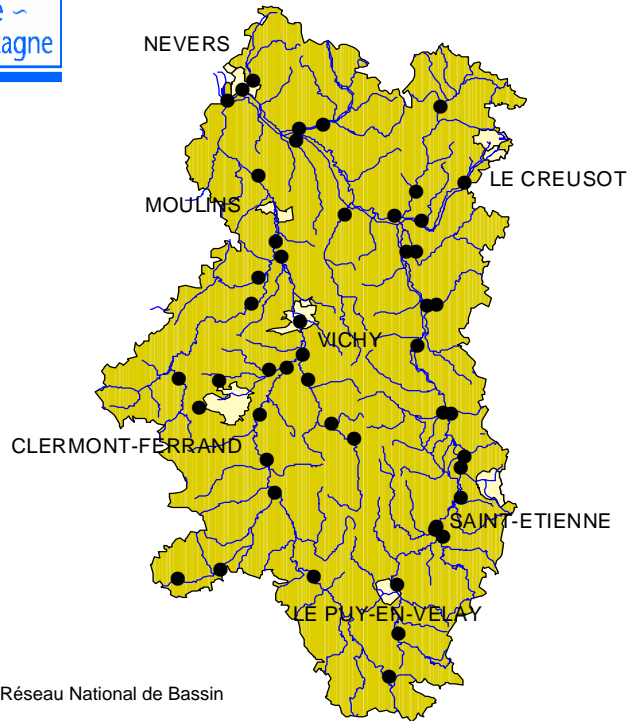 e ~
agne
NEVERS
LE CREUSOT
MOULINS
VICHY
CLERMONT-FERRAND
SAINT-ETIENNE
LE PUY-EN-VELAY
Réseau National de Bassin